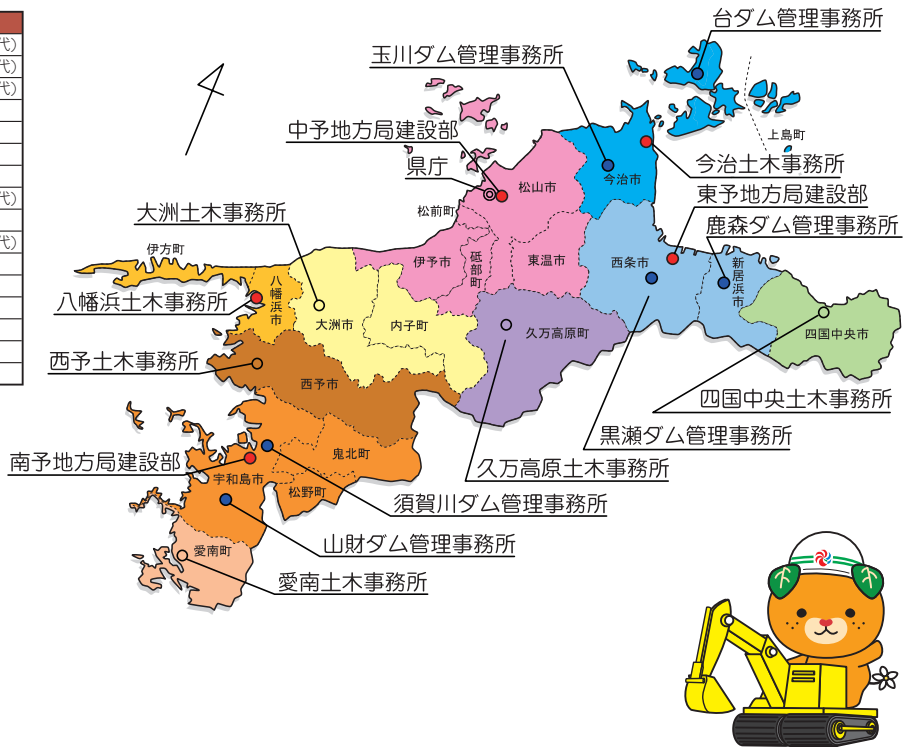 代)
代)
代)
代)
代)
台ダム管理事務所
玉川ダム管理事務所
上島町
中予地方局建設部
県庁
松山市
今治市
今治土木事務所
東予地方局建設部
松前町
大洲土木事務所
鹿森ダム管理事務所
伊方町
伊予市
砥部町
東温市
西条市
新居浜市
八幡浜市
八幡浜土木事務所
大洲市
内子町
久万高原町
四国中央市
西予土木事務所
西予市
四国中央土木事務所
黒瀬ダム管理事務所
鬼北町
南予地方局建設部
久万高原土木事務所
宇和島市
松野町
須賀川ダム管理事務所
山財ダム管理事務所
愛南町
愛南土木事務所